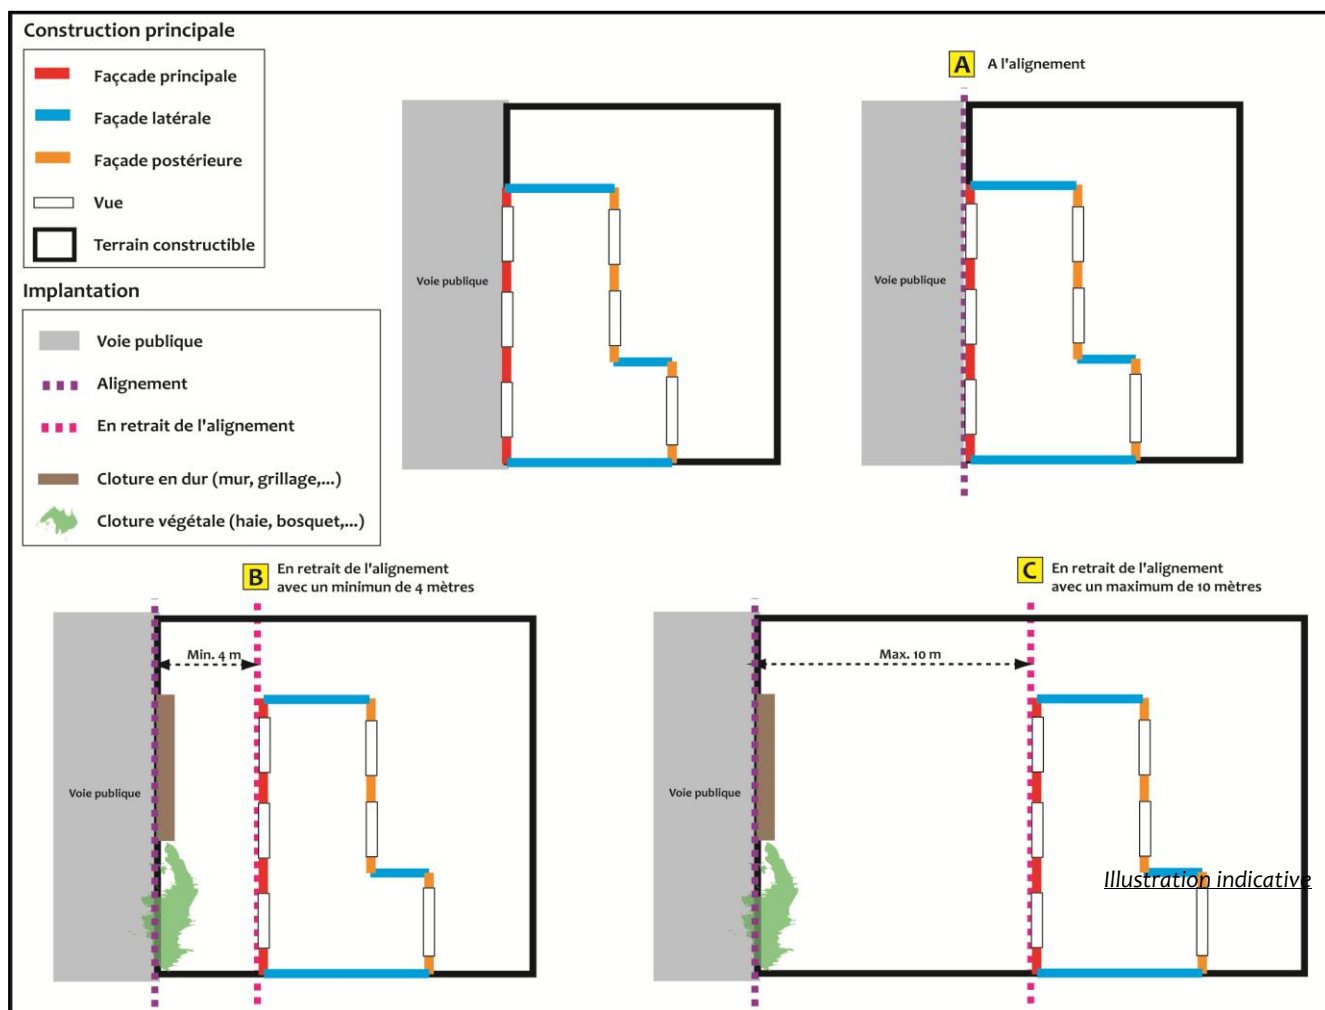 Construction principale
Façcade principale
Façade latérale
Façade postérieure
Vue
Terrain constructible
Implantation
Voie publique
Alignement
En retrait de l'alignement
Cloture en dur (mur, grillage,...)
Cloture végétale (haie, bosquet,...)
Voie publique
A A l'alignement
Voie publique
B En retrait de l'alignement
avec un minimun de 4 mètres
Min. 4 m
Voie publique
C En retrait de l'alignement
avec un maximum de 10 mètres
Max. 10 m
Voie publique
Illustration indicative